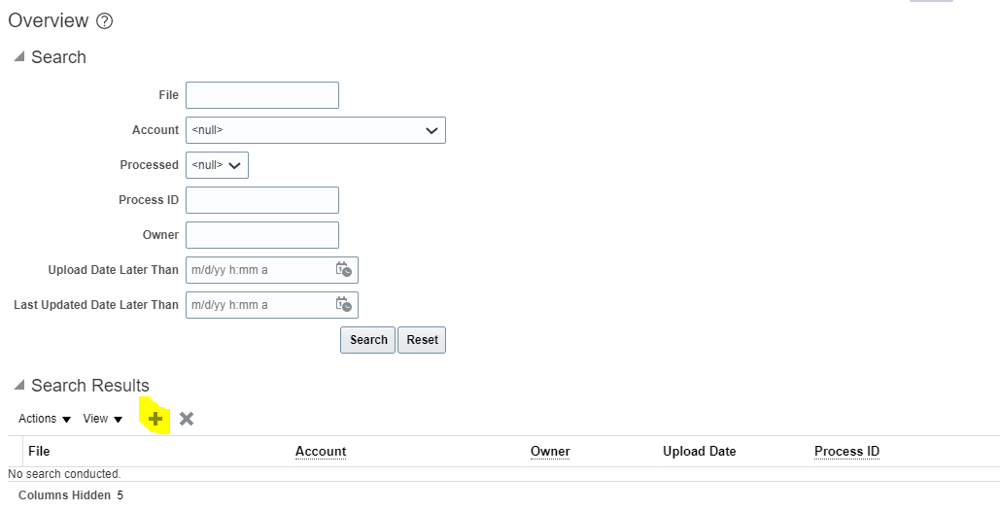 Overview ?
Search
File
Account <null>
Processed <null>
Process ID
Owner
Upload Date Later Than m/d/yy h:mm a
Last Updated Date Later Than m/d/yy h:mm a
Search Reset
Search Results
Actions View
File Account Owner Upload Date Process ID
No search conducted.
Columns Hidden 5